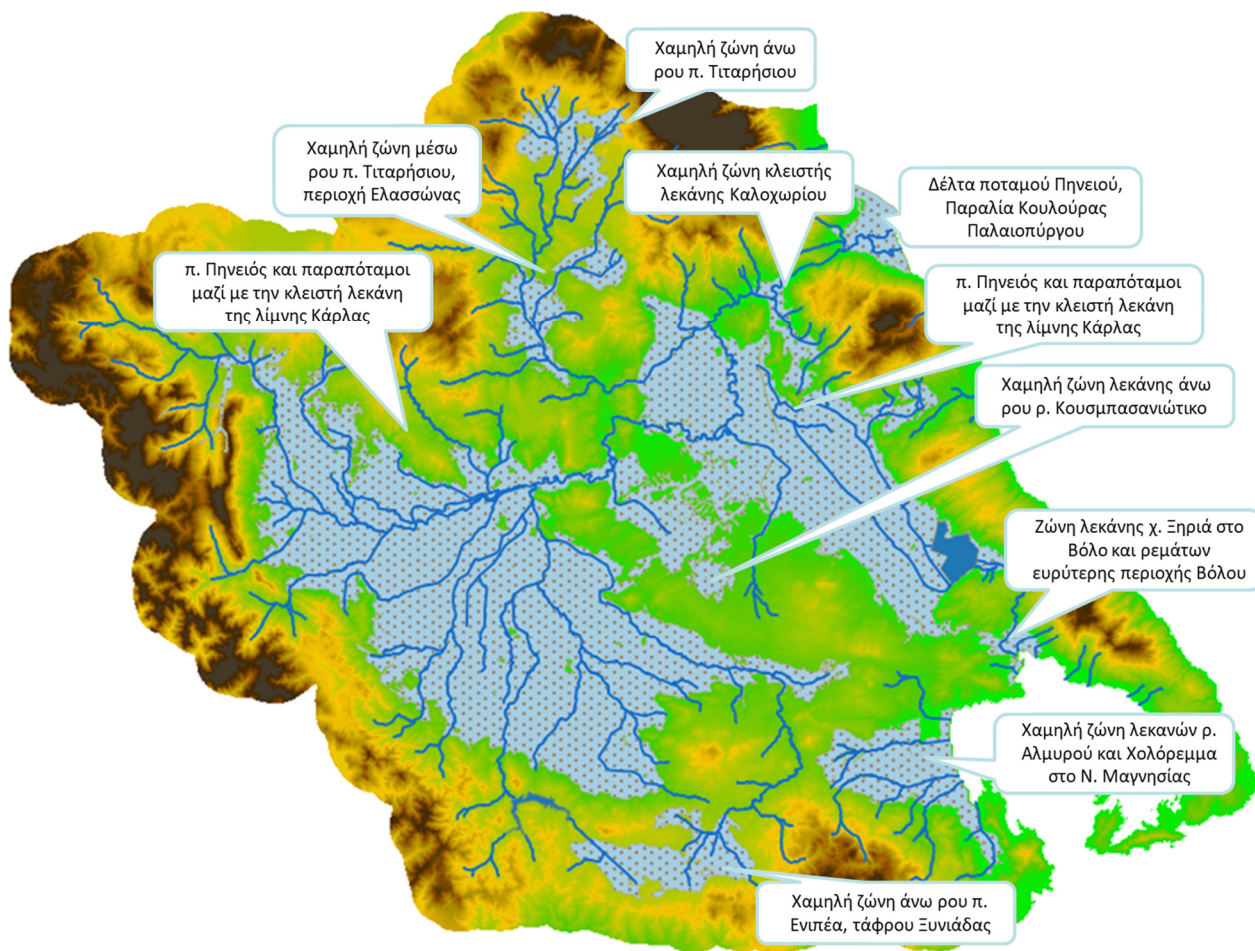 Χαμηλή ζώνη άνω
ρου π. Τιταρήσιου
Χαμηλή ζώνη μέσω
ρου π. Τιταρήσιου,
περιοχή Ελασσώνας
Χαμηλή ζώνη κλειστής
λεκάνης Καλοχωρίου
Δέλτα ποταμού Πηνειού,
Παραλία Κουλούρας
Παλαιοπύργου
π. Πηνειός και παραπόταμοι
μαζί με την κλειστή λεκάνη
της λίμνης Κάρλας
π. Πηνειός και παραπόταμοι
μαζί με την κλειστή λεκάνη
της λίμνης Κάρλας
Χαμηλή ζώνη λεκάνης άνω
ρου ρ. Κουσμπασανιώτικο
Ζώνη λεκάνης χ. Ξηριά στο
Βόλο και ρεμάτων
ευρύτερης περιοχής Βόλου
Χαμηλή ζώνη λεκανών ρ.
Αλμυρού και Χολόρεμμα
στο Ν. Μαγνησίας
Χαμηλή ζώνη άνω ρου π.
Ενιπέα, τάφρου Ξυνιάδας